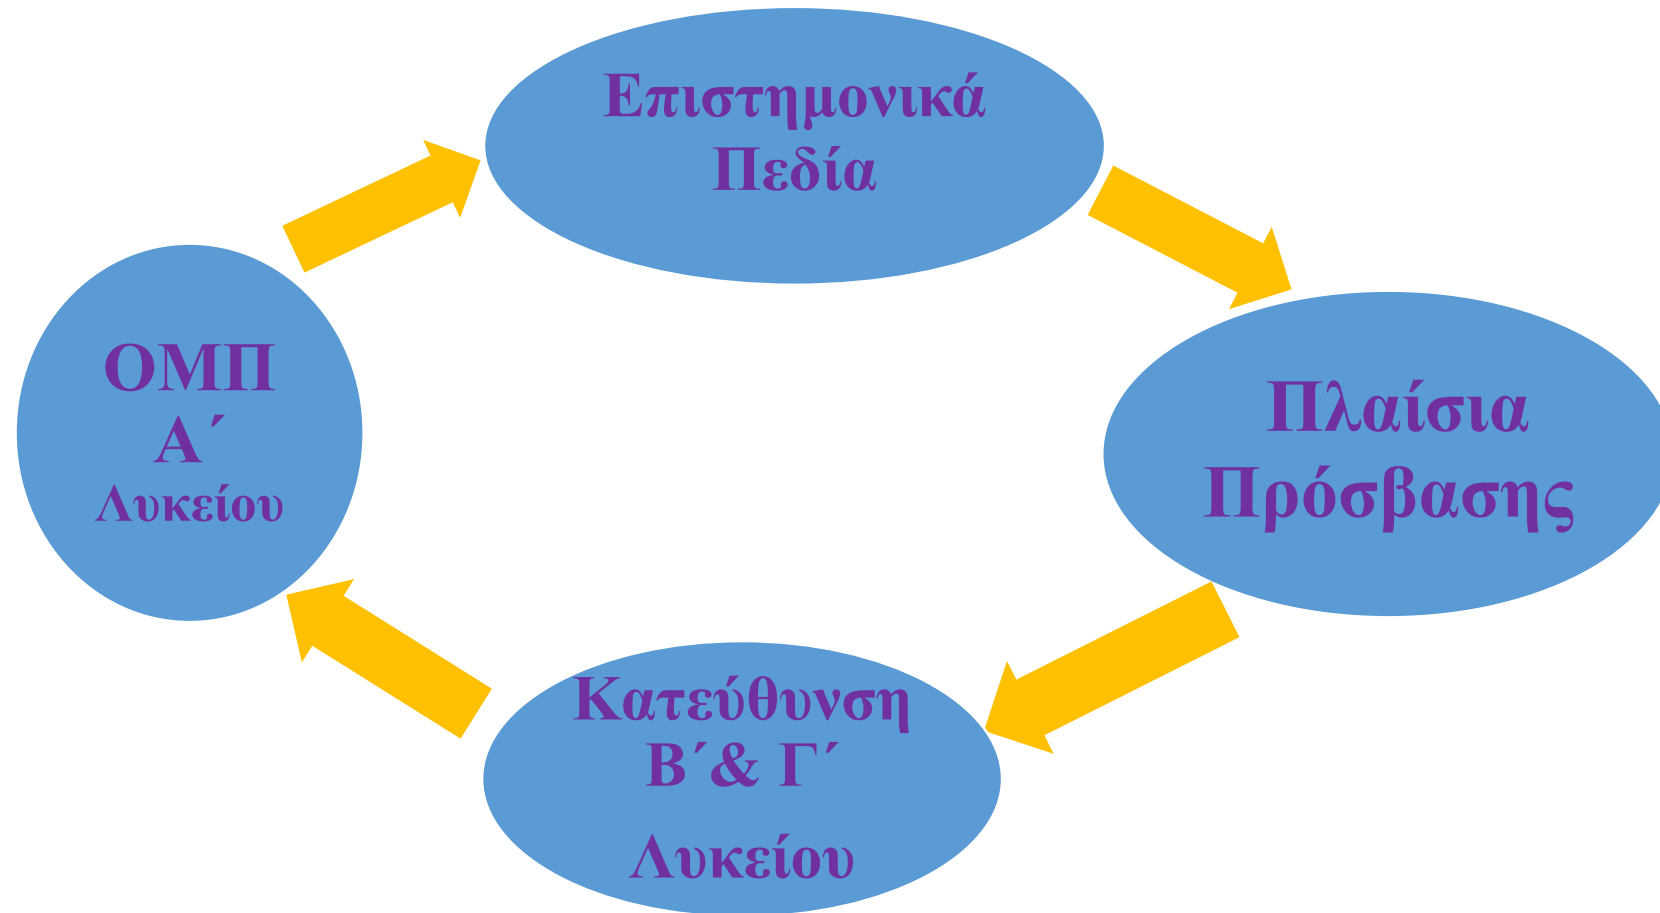 Επιστημονικά
Πεδία
ΟΜΠ
Α΄
Λυκείου
Πλαίσια
Πρόσβασης
Κατεύθυνση
Β΄& Γ΄
Λυκείου